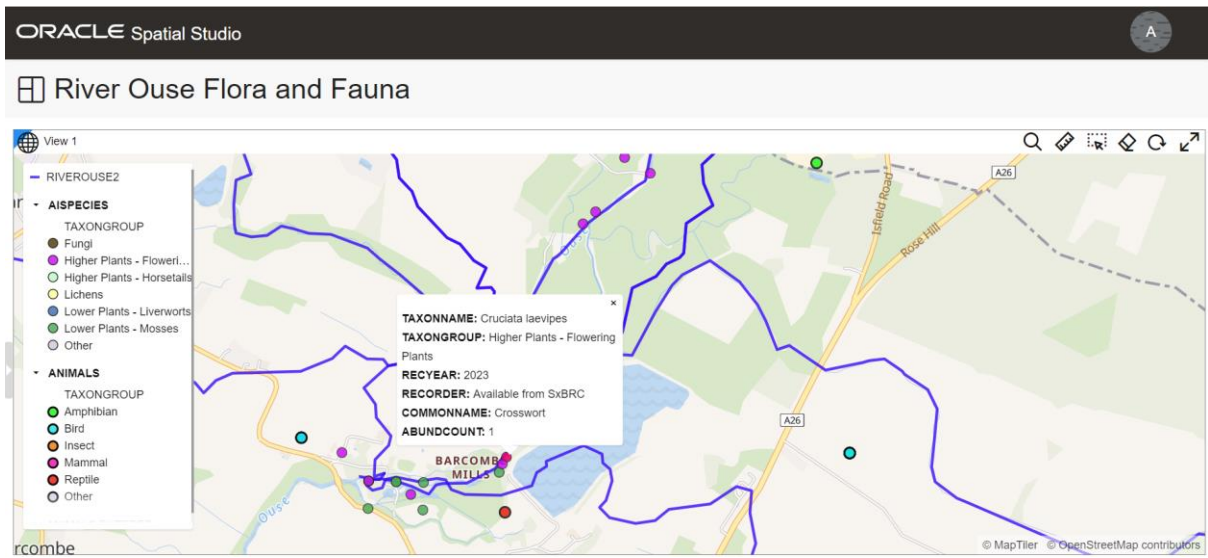 ORACLE Spatial Studio
A
River Ouse Flora and Fauna
View 1
RIVEROUSE2
AISPECIES
TAXONGROUP
Fungi
Higher Plants - Floweri...
Higher Plants - Horsetails
Lichens
Lower Plants - Liverworts
Lower Plants - Mosses
Other
ANIMALS
TAXONGROUP
Amphibian
Bird
Insect
Mammal
Reptile
Other
A26
Isfield Road
Rose Hill
Ouse
×
TAXONNAME: Cruciata laevipes
TAXONGROUP: Higher Plants - Flowering
Plants
RECYEAR: 2023
RECORDER: Available from SxBRC
COMMONNAME: Crosswort
ABUNDCOUNT: 1
A26
BARCOMBE
MILLS
Ouse
rcombe
© MapTiler © OpenStreetMap contributors